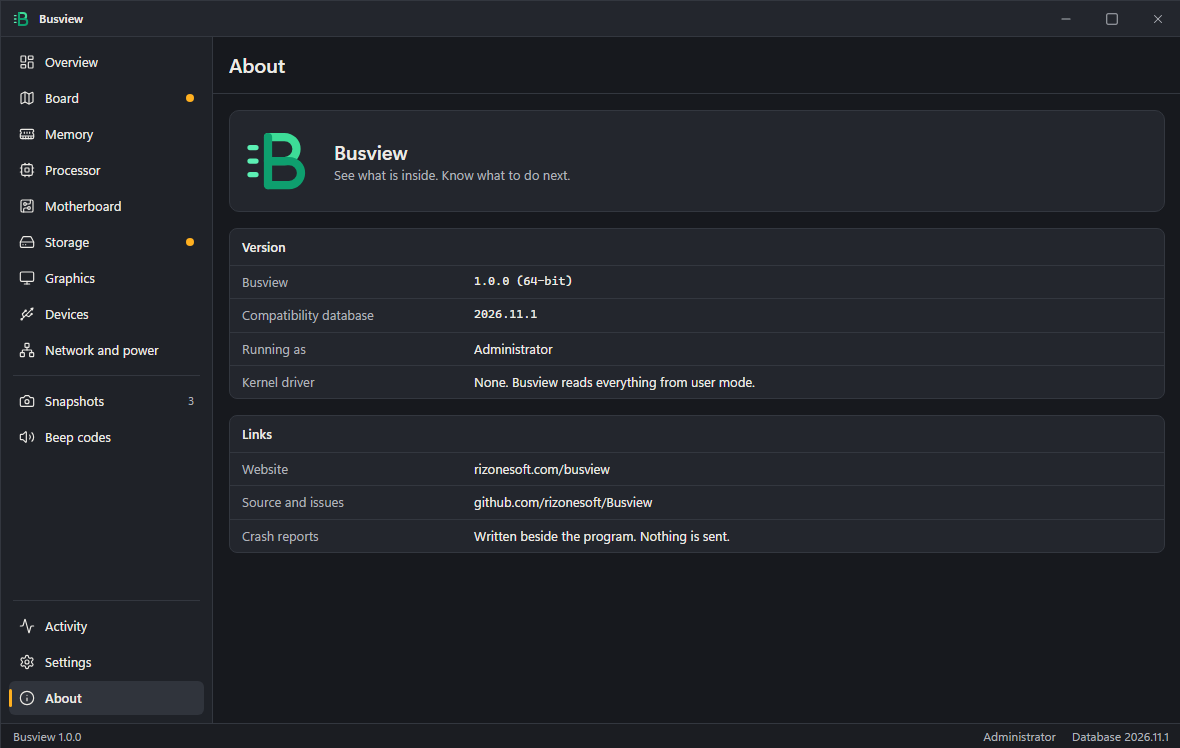 Busview
Overview
Board
Memory
Processor
Motherboard
Storage
Graphics
Devices
Network and power
Snapshots 3
Beep codes
Activity
Settings
About
About
Busview
See what is inside. Know what to do next.
Version
Busview 1.0.0 (64-bit)
Compatibility database 2026.11.1
Running as Administrator
Kernel driver None. Busview reads everything from user mode.
Links
Website rizonesoft.com/busview
Source and issues github.com/rizonesoft/Busview
Crash reports Written beside the program. Nothing is sent.
Busview 1.0.0 Administrator Database 2026.11.1